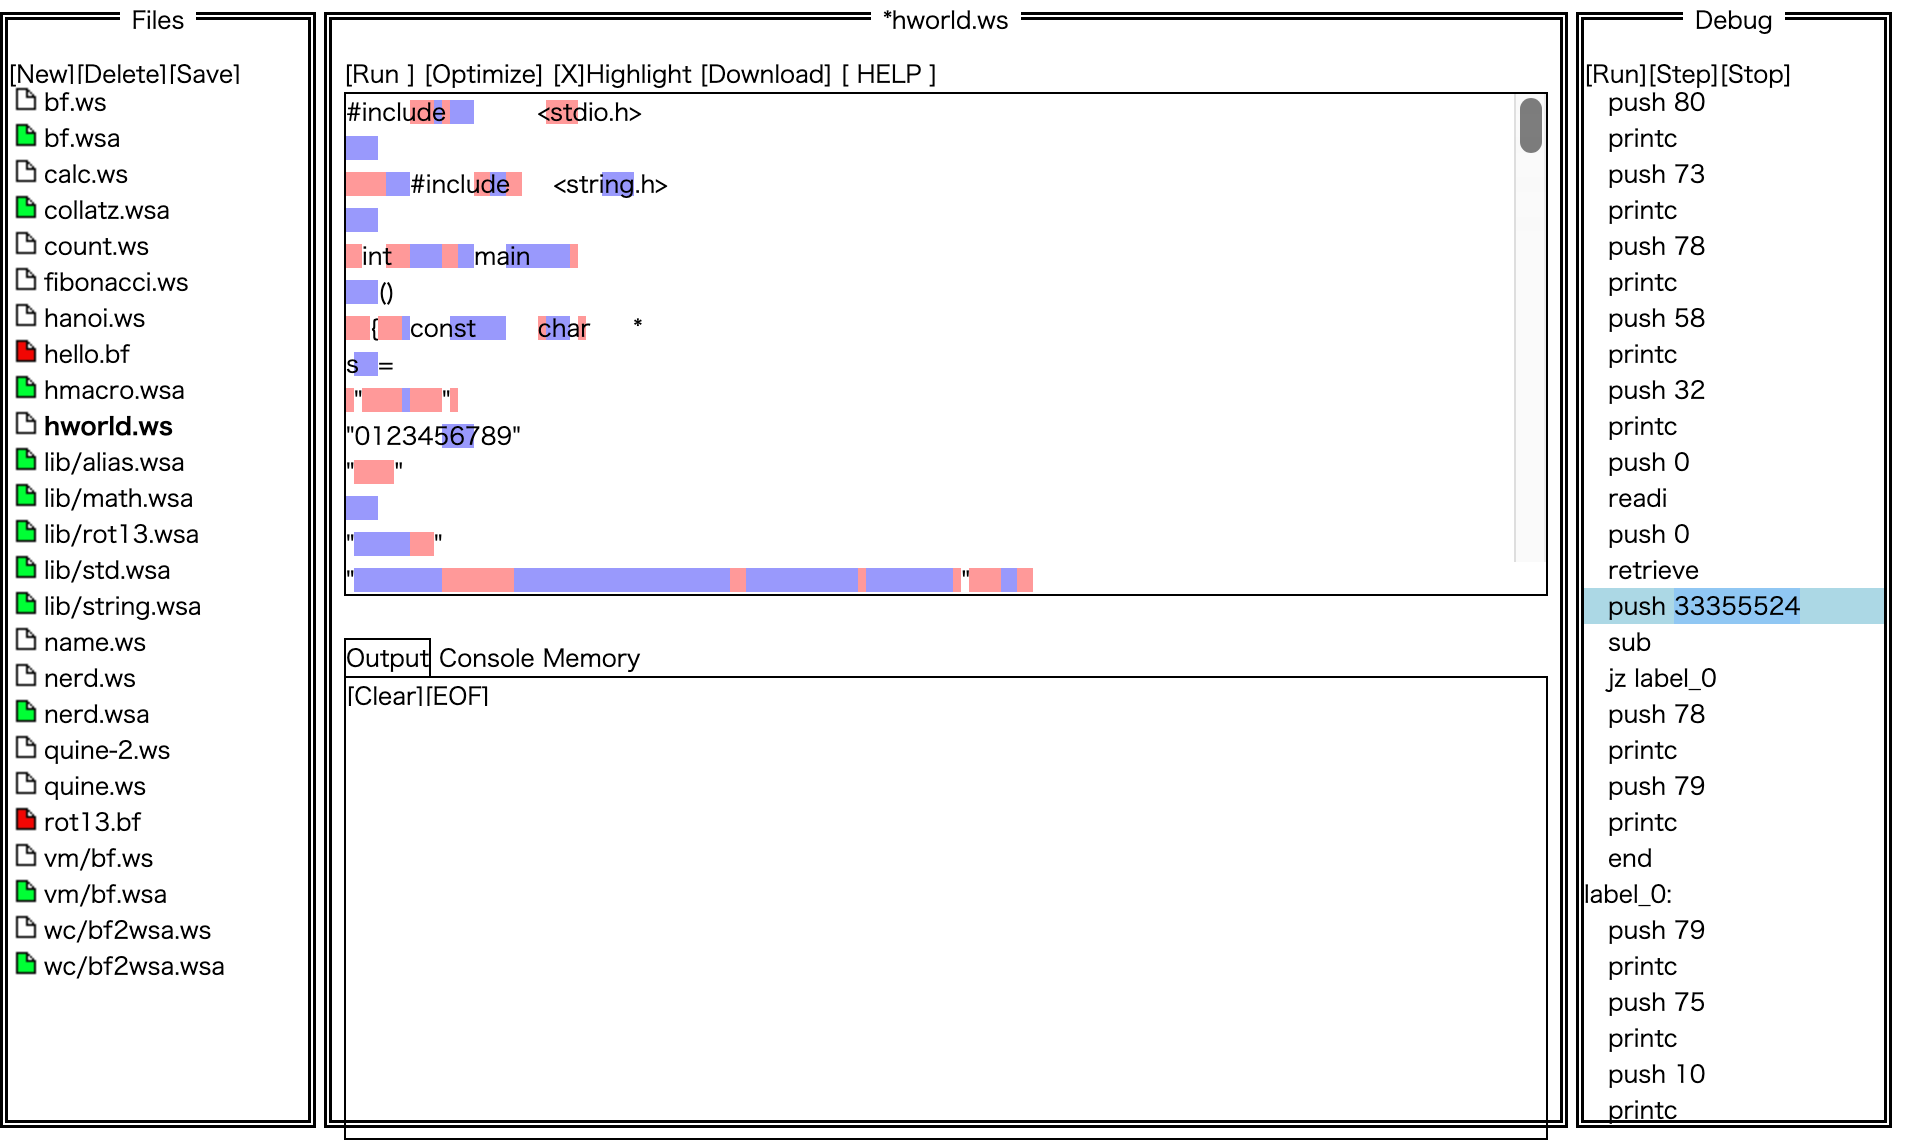 Files
[New][Delete][Save]
bf.ws
bf.wsa
calc.ws
collatz.wsa
count.ws
fibonacci.ws
hanoi.ws
hello.bf
hmacro.wsa
hworld.ws
lib/alias.wsa
lib/math.wsa
lib/rot13.wsa
lib/std.wsa
lib/string.wsa
name.ws
nerd.ws
nerd.wsa
quine-2.ws
quine.ws
rot13.bf
vm/bf.ws
vm/bf.wsa
wc/bf2wsa.ws
wc/bf2wsa.wsa
*hworld.ws
[Run ] [Optimize] [X]Highlight [Download] [ HELP ]
#include <stdio.h>
#include <string.h>
int main
()
{ const char *
s =
" "
"0123456789"
" "
" "
" "
Output Console Memory
[Clear][EOF]
Debug
[Run][Step][Stop]
push 80
printc
push 73
printc
push 78
printc
push 58
printc
push 32
printc
push 0
readi
push 0
retrieve
push 33355524
sub
jz label_0
push 78
printc
push 79
printc
end
label_0:
push 79
printc
push 75
printc
push 10
printc